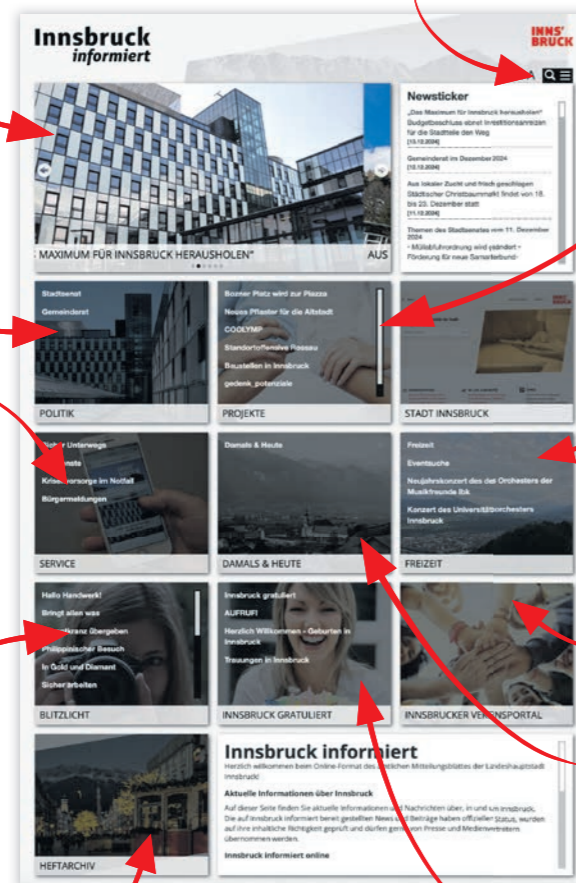 Innsbruck
informiert
INNS'
BRUCK
A
Newsticker
„Das Maximum für Innsbruck herausholen“
Budgetbeschluss ebnet Investitionsanreizen
für die Stadtteile den Weg
[13.12.2024]
Gemeinderat im Dezember 2024
[12.12.2024]
Aus lokaler Zucht und frisch geschlagen
Städtischer Christbaummarkt findet von 18.
bis 23. Dezember statt
[11.12.2024]
Themen des Stadtsenates vom 11. Dezember
2024
- Müllabfuhrordnung wird geändert -
Förderung für neue Samariterbund-
MAXIMUM FÜR INNSBRUCK HERAUSHOLEN“
AUS
Stadtsenat
Gemeinderat
POLITIK
Bozner Platz wird zur Piazza
Neues Pflaster für die Altstadt
COOLYMP
Standortoffensive Rossau
Baustellen in Innsbruck
gedenk_potenziale
PROJEKTE
STADT INNSBRUCK
Unterwegs
Krisenvorsorge im Notfall
Bürgermeldungen
SERVICE
Damals & Heute
DAMALS & HEUTE
Freizeit
Eventsuche
Neujahrskonzert des des Orchesters der
Musikfreunde Ibk
Konzert des Universitätsorchesters
Innsbruck
FREIZEIT
Hallo Handwerk!
Bringt allen was
übergeben
Philippinischer Besuch
In Gold und Diamant
Sicher arbeiten
BLITZLICHT
Innsbruck gratuliert
AUFRUF!
Herzlich Willkommen - Geburten in
Innsbruck
Trauungen in Innsbruck
INNSBRUCK GRATULIERT
INNSBRUCKER VEREINSPORTAL
HEFTARCHIV
Innsbruck informiert
Herzlich willkommen beim Online-Format des amtlichen Mitteilungsblattes der Landeshauptstadt
Innsbruck!
Aktuelle Informationen über Innsbruck
Auf dieser Seite finden Sie aktuelle Informationen und Nachrichten über, in und um Innsbruck.
Die auf Innsbruck informiert bereit gestellten News und Beiträge haben offiziellen Status, wurden
auf ihre inhaltliche Richtigkeit geprüft und dürfen gerne von Presse und Medienvertretern
übernommen werden.
Innsbruck informiert online